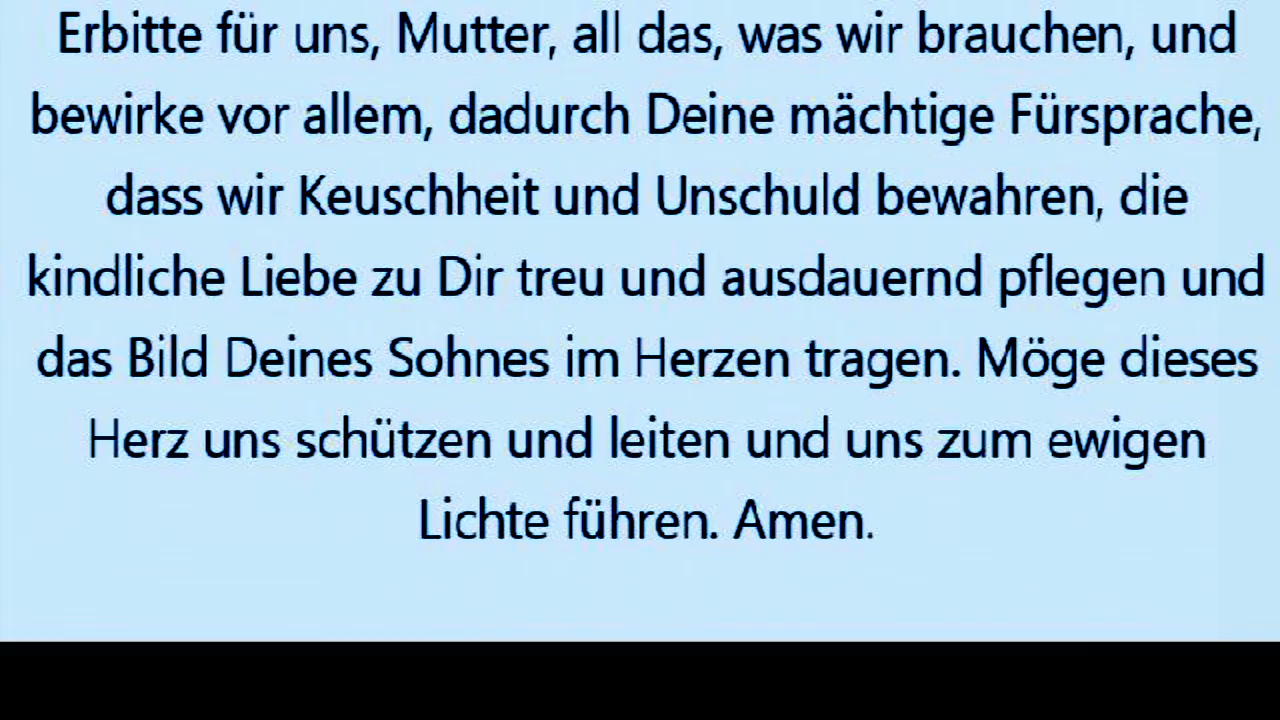 Erbitte für uns, Mutter, all das, was wir brauchen, und
bewirke vor allem, dadurch Deine mächtige Fürsprache,
dass wir Keuschheit und Unschuld bewahren, die
kindliche Liebe zu Dir treu und ausdauernd pflegen und
das Bild Deines Sohnes im Herzen tragen. Möge dieses
Herz uns schützen und leiten und uns zum ewigen
Lichte führen. Amen.